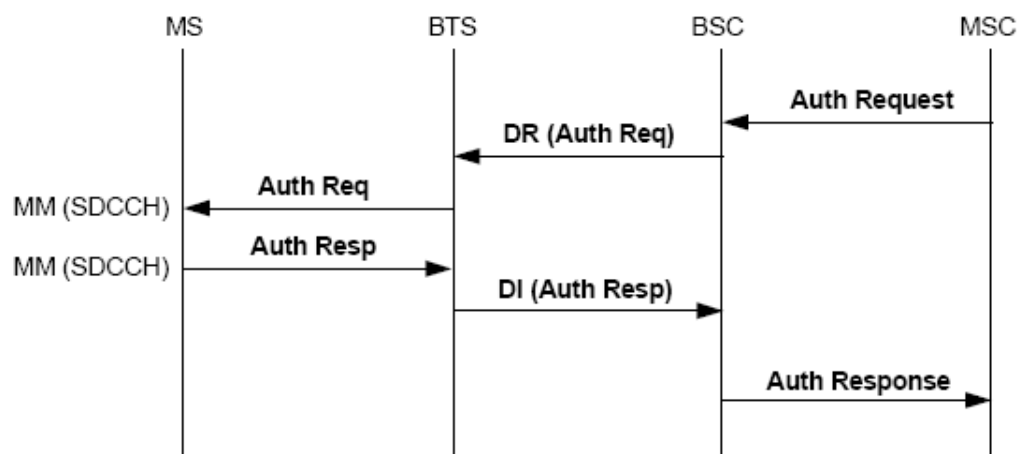 MS BTS BSC MSC
Auth Request
DR (Auth Req)
Auth Req
MM (SDCCH)
Auth Resp
MM (SDCCH)
DI (Auth Resp)
Auth Response